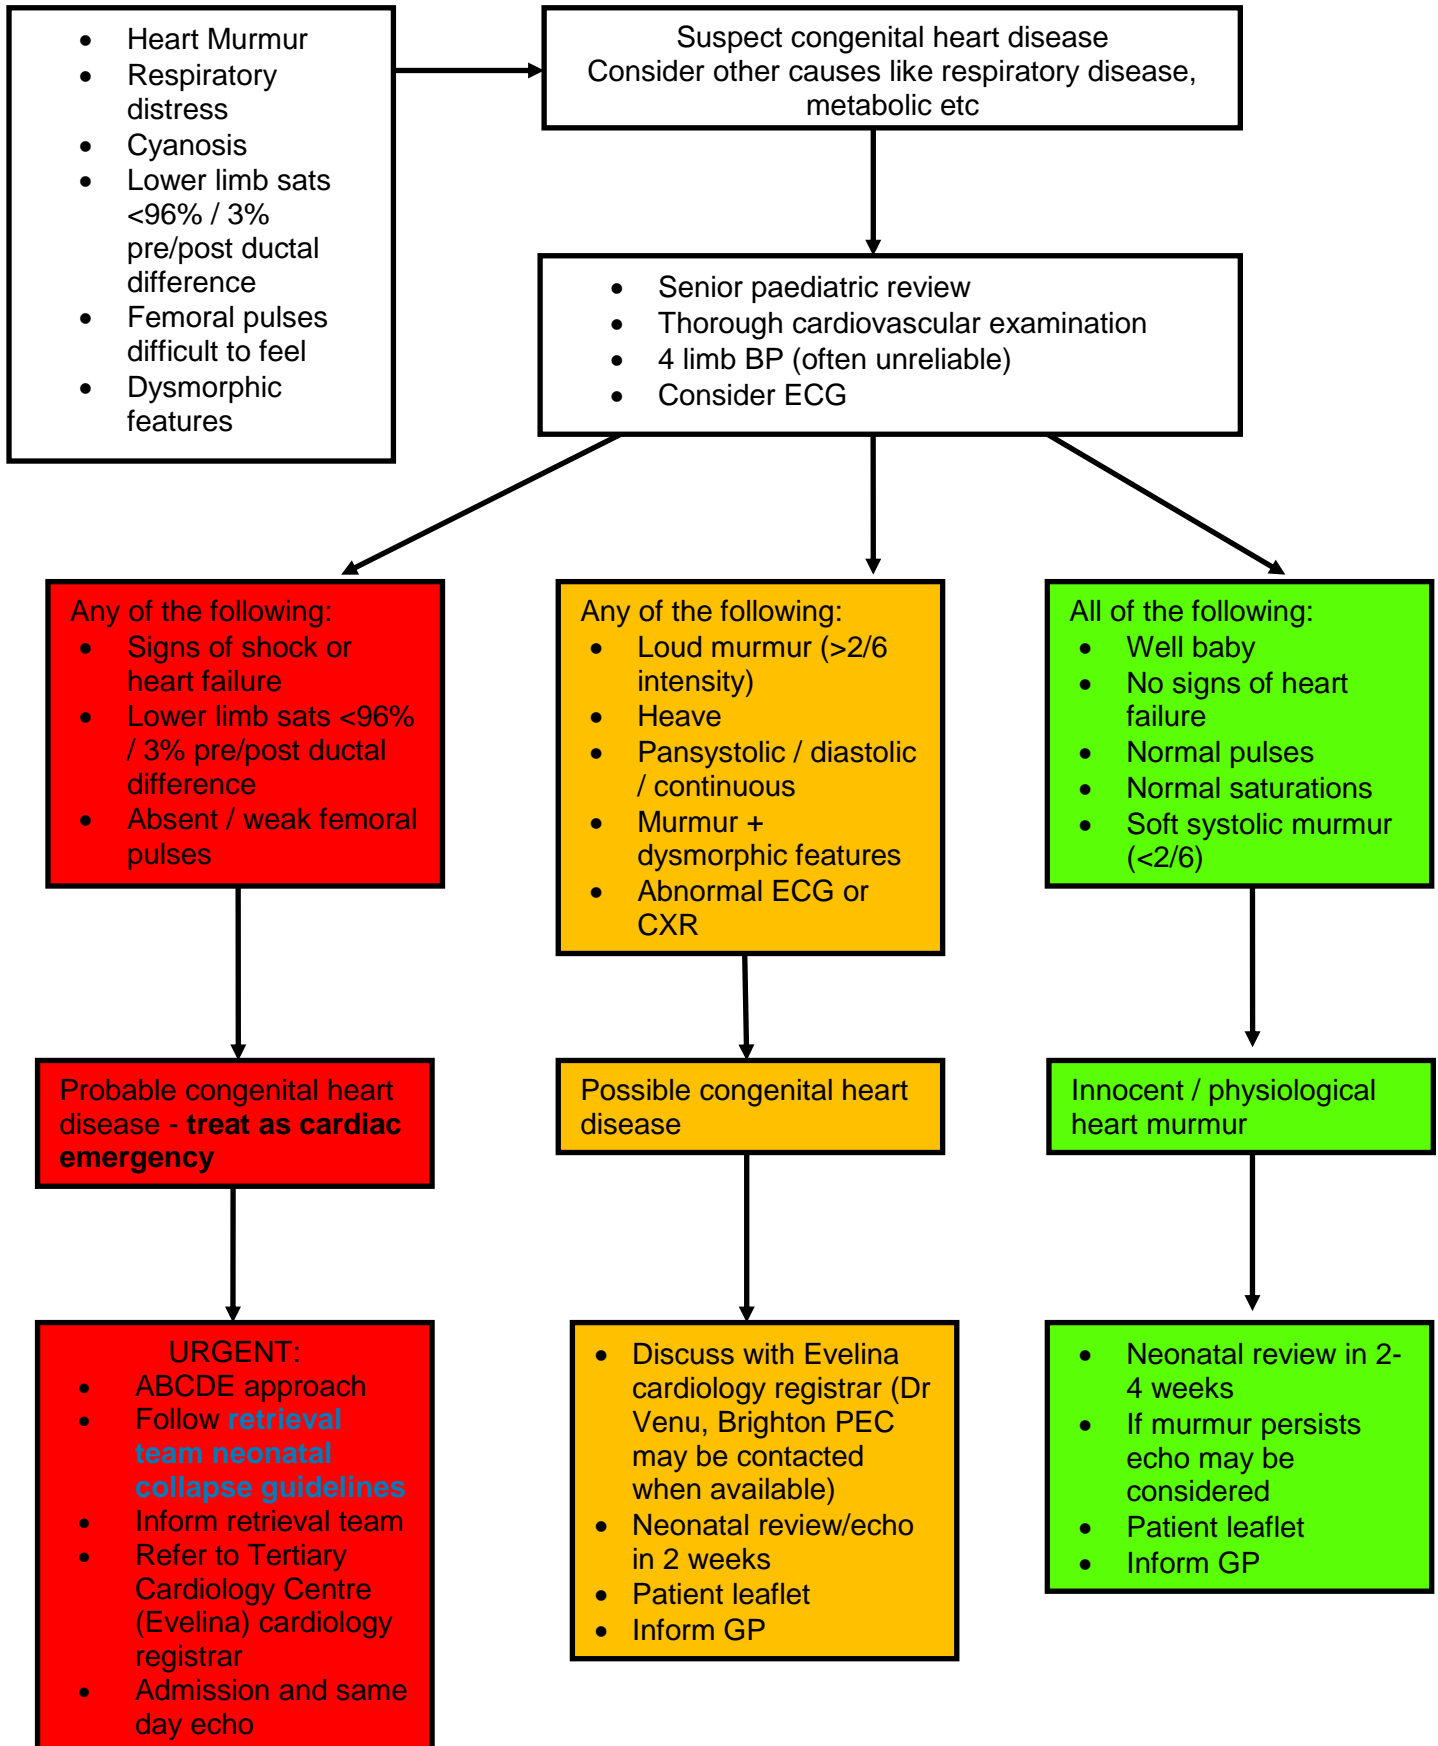 • Heart Murmur
• Respiratory
distress
• Cyanosis
• Lower limb sats
<96% / 3%
pre/post ductal
difference
• Femoral pulses
difficult to feel
• Dysmorphic
features
Suspect congenital heart disease
Consider other causes like respiratory disease,
metabolic etc
• Senior paediatric review
• Thorough cardiovascular examination
• 4 limb BP (often unreliable)
• Consider ECG
Any of the following:
• Signs of shock or
heart failure
• Lower limb sats <96%
/ 3% pre/post ductal
difference
• Absent / weak femoral
pulses
Any of the following:
• Loud murmur (>2/6
intensity)
• Heave
• Pansystolic / diastolic
/ continuous
• Murmur +
dysmorphic features
• Abnormal ECG or
CXR
All of the following:
• Well baby
• No signs of heart
failure
• Normal pulses
• Normal saturations
• Soft systolic murmur
(<2/6)
Probable congenital heart
disease - treat as cardiac
emergency
Possible congenital heart
disease
Innocent / physiological
heart murmur
URGENT:
• ABCDE approach
• Follow retrieval
team neonatal
collapse guidelines
• Inform retrieval team
• Refer to Tertiary
Cardiology Centre
(Evelina) cardiology
registrar
• Admission and same
day echo
• Discuss with Evelina
cardiology registrar (Dr
Venu, Brighton PEC
may be contacted
when available)
• Neonatal review/echo
in 2 weeks
• Patient leaflet
• Inform GP
• Neonatal review in 2-
4 weeks
• If murmur persists
echo may be
considered
• Patient leaflet
• Inform GP